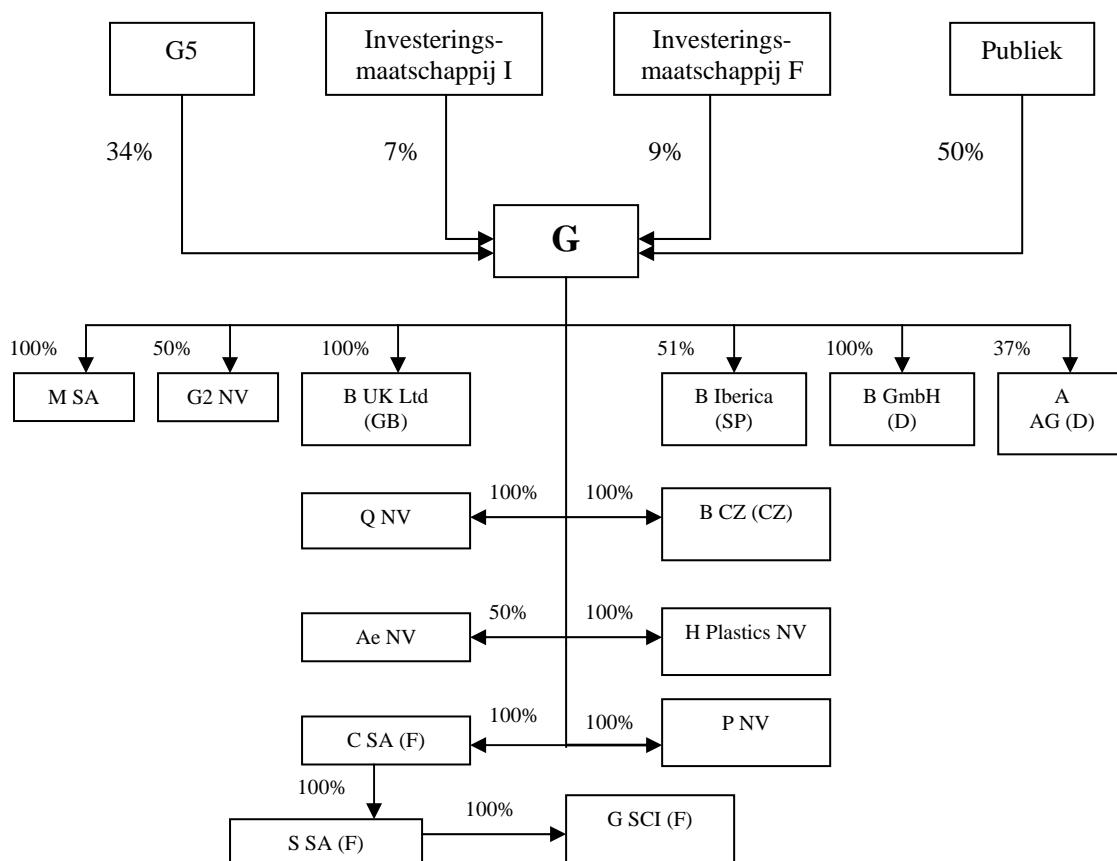 G5
Investerings-
maatschappij I
Investerings-
maatschappij F
Publiek
34%
7%
9%
50%
G
100%
50%
100%
51%
100%
37%
M SA
G2 NV
B UK Ltd
(GB)
B Iberica
(SP)
B GmbH
(D)
A
AG (D)
100%
100%
Q NV
B CZ (CZ)
50%
100%
Ae NV
H Plastics NV
100%
100%
C SA (F)
P NV
100%
100%
S SA (F)
G SCI (F)